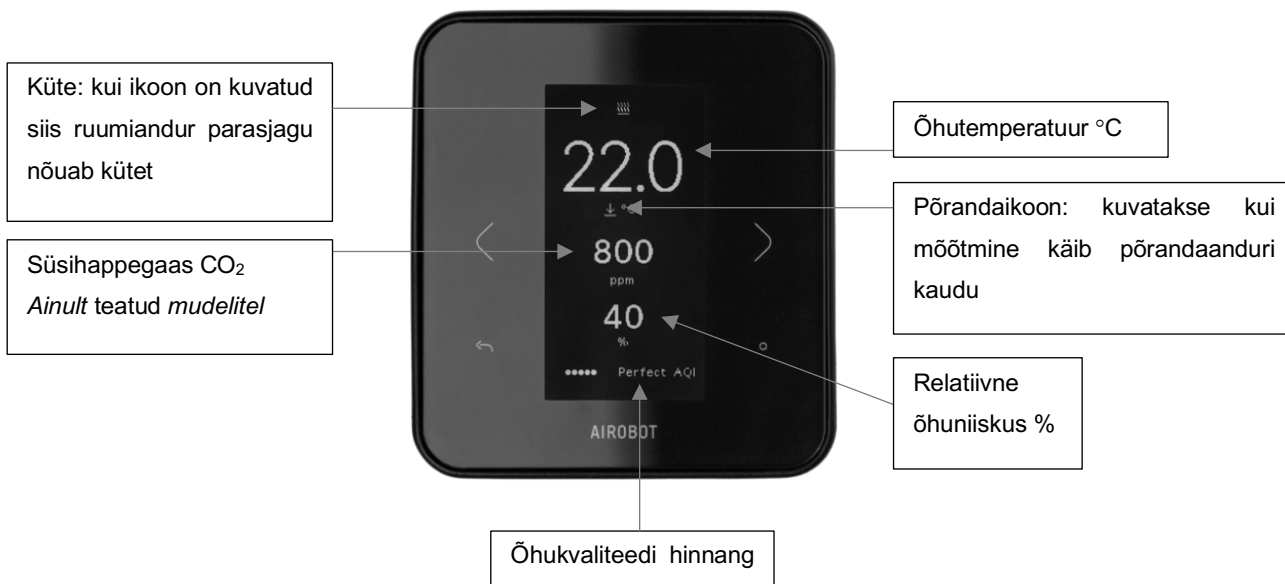 Küte: kui ikoon on kuvatud
siis ruumiandur parasjagu
nõuab kütet
Süsihappegaas CO₂
Ainult teatud mudelitel
22.0
°C
800
ppm
40
%
Perfect AQI
AIROBOT
Õhutemperatuur °C
Põrandaikoon: kuvatakse kui
mõõtmine käib põrandaanduri
kaudu
Relatiivne
õhuniiskus %
Õhukvaliteedi hinnang